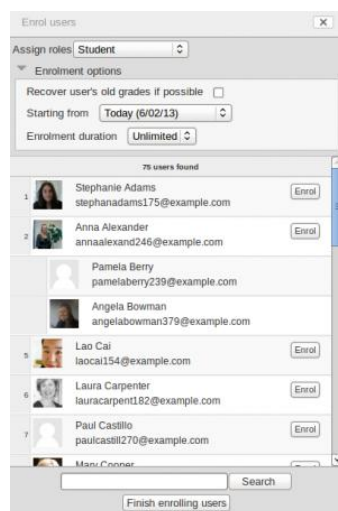 Enrol users
Assign roles Student
Enrolment options
Recover user's old grades if possible
Starting from Today (6/02/13)
Enrolment duration Unlimited
75 users found
1 Stephanie Adams Enrol
stephanadams175@example.com
2 Anna Alexander Enrol
annaalexand246@example.com
Pamela Berry
pamelaberry239@example.com
Angela Bowman
angelabowman379@example.com
5 Lao Cai Enrol
laocai154@example.com
6 Laura Carpenter Enrol
lauracarpent182@example.com
7 Paul Castillo Enrol
paulcastill270@example.com
Mary Cooper
Search
Finish enrolling users